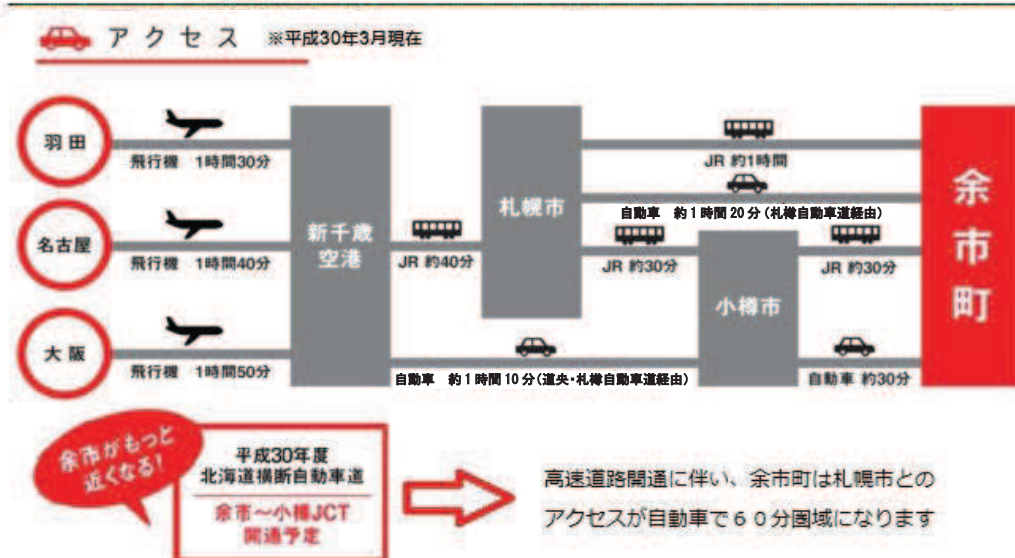 アクセス ※平成30年3月現在
羽田
飛行機 1時間30分
名古屋
飛行機 1時間40分
大阪
飛行機 1時間50分
新千歳
空港
JR 約40分
札幌市
JR 約1時間
自動車 約1時間20分(札樽自動車道経由)
JR 約30分
小樽市
JR 約30分
自動車 約1時間10分(道央・札樽自動車道経由)
自動車 約30分
余市町
余市がもっと
近くなる!
平成30年度
北海道横断自動車道
余市~小樽JCT
開通予定
高速道路開通に伴い、余市町は札幌市との
アクセスが自動車で60分圏域になります